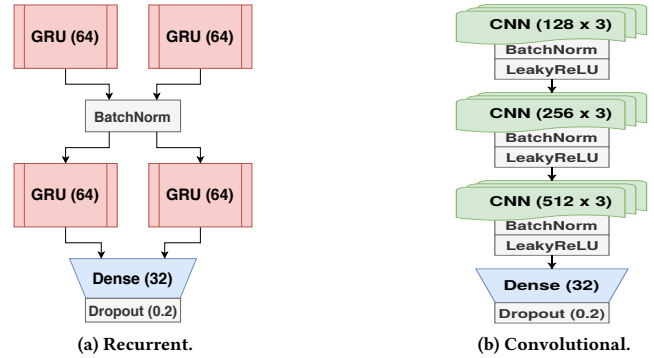 GRU (64)
GRU (64)
BatchNorm
GRU (64)
GRU (64)
Dense (32)
Dropout (0.2)
(a) Recurrent.
CNN (128 x 3)
BatchNorm
LeakyReLU
CNN (256 x 3)
BatchNorm
LeakyReLU
CNN (512 x 3)
BatchNorm
LeakyReLU
Dense (32)
Dropout (0.2)
(b) Convolutional.